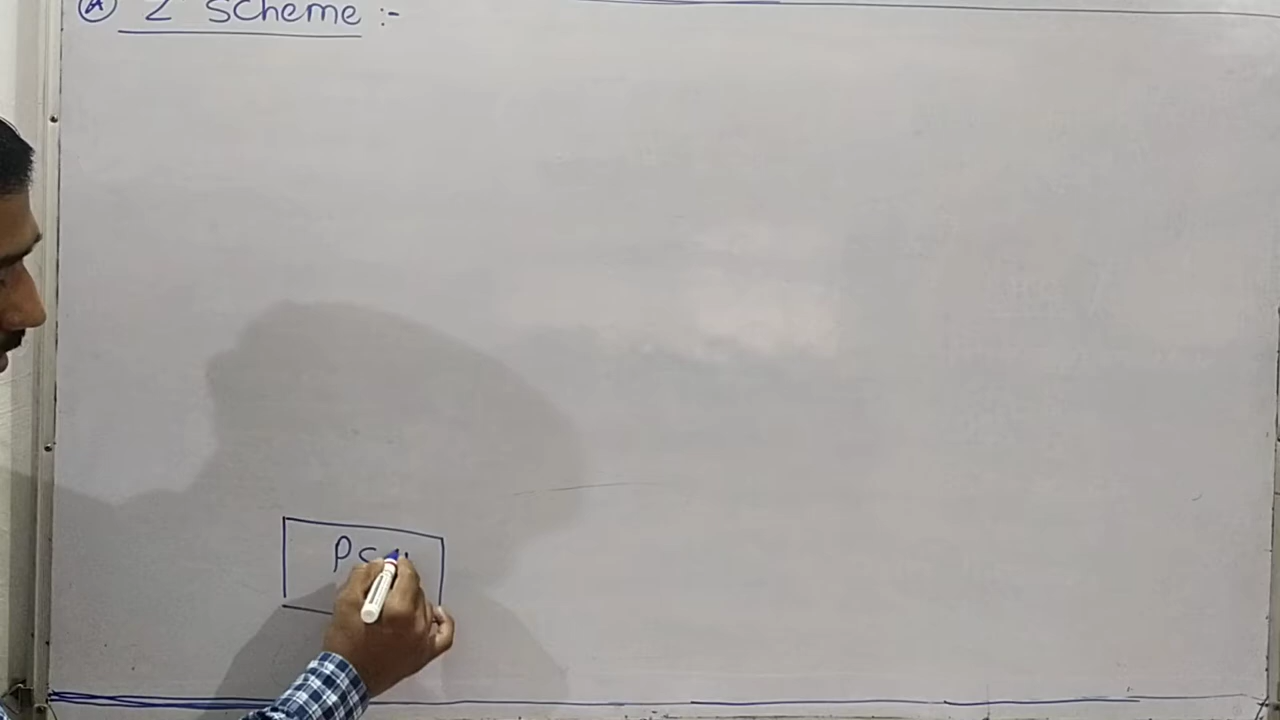 Ⓐ Z Scheme :-
PS